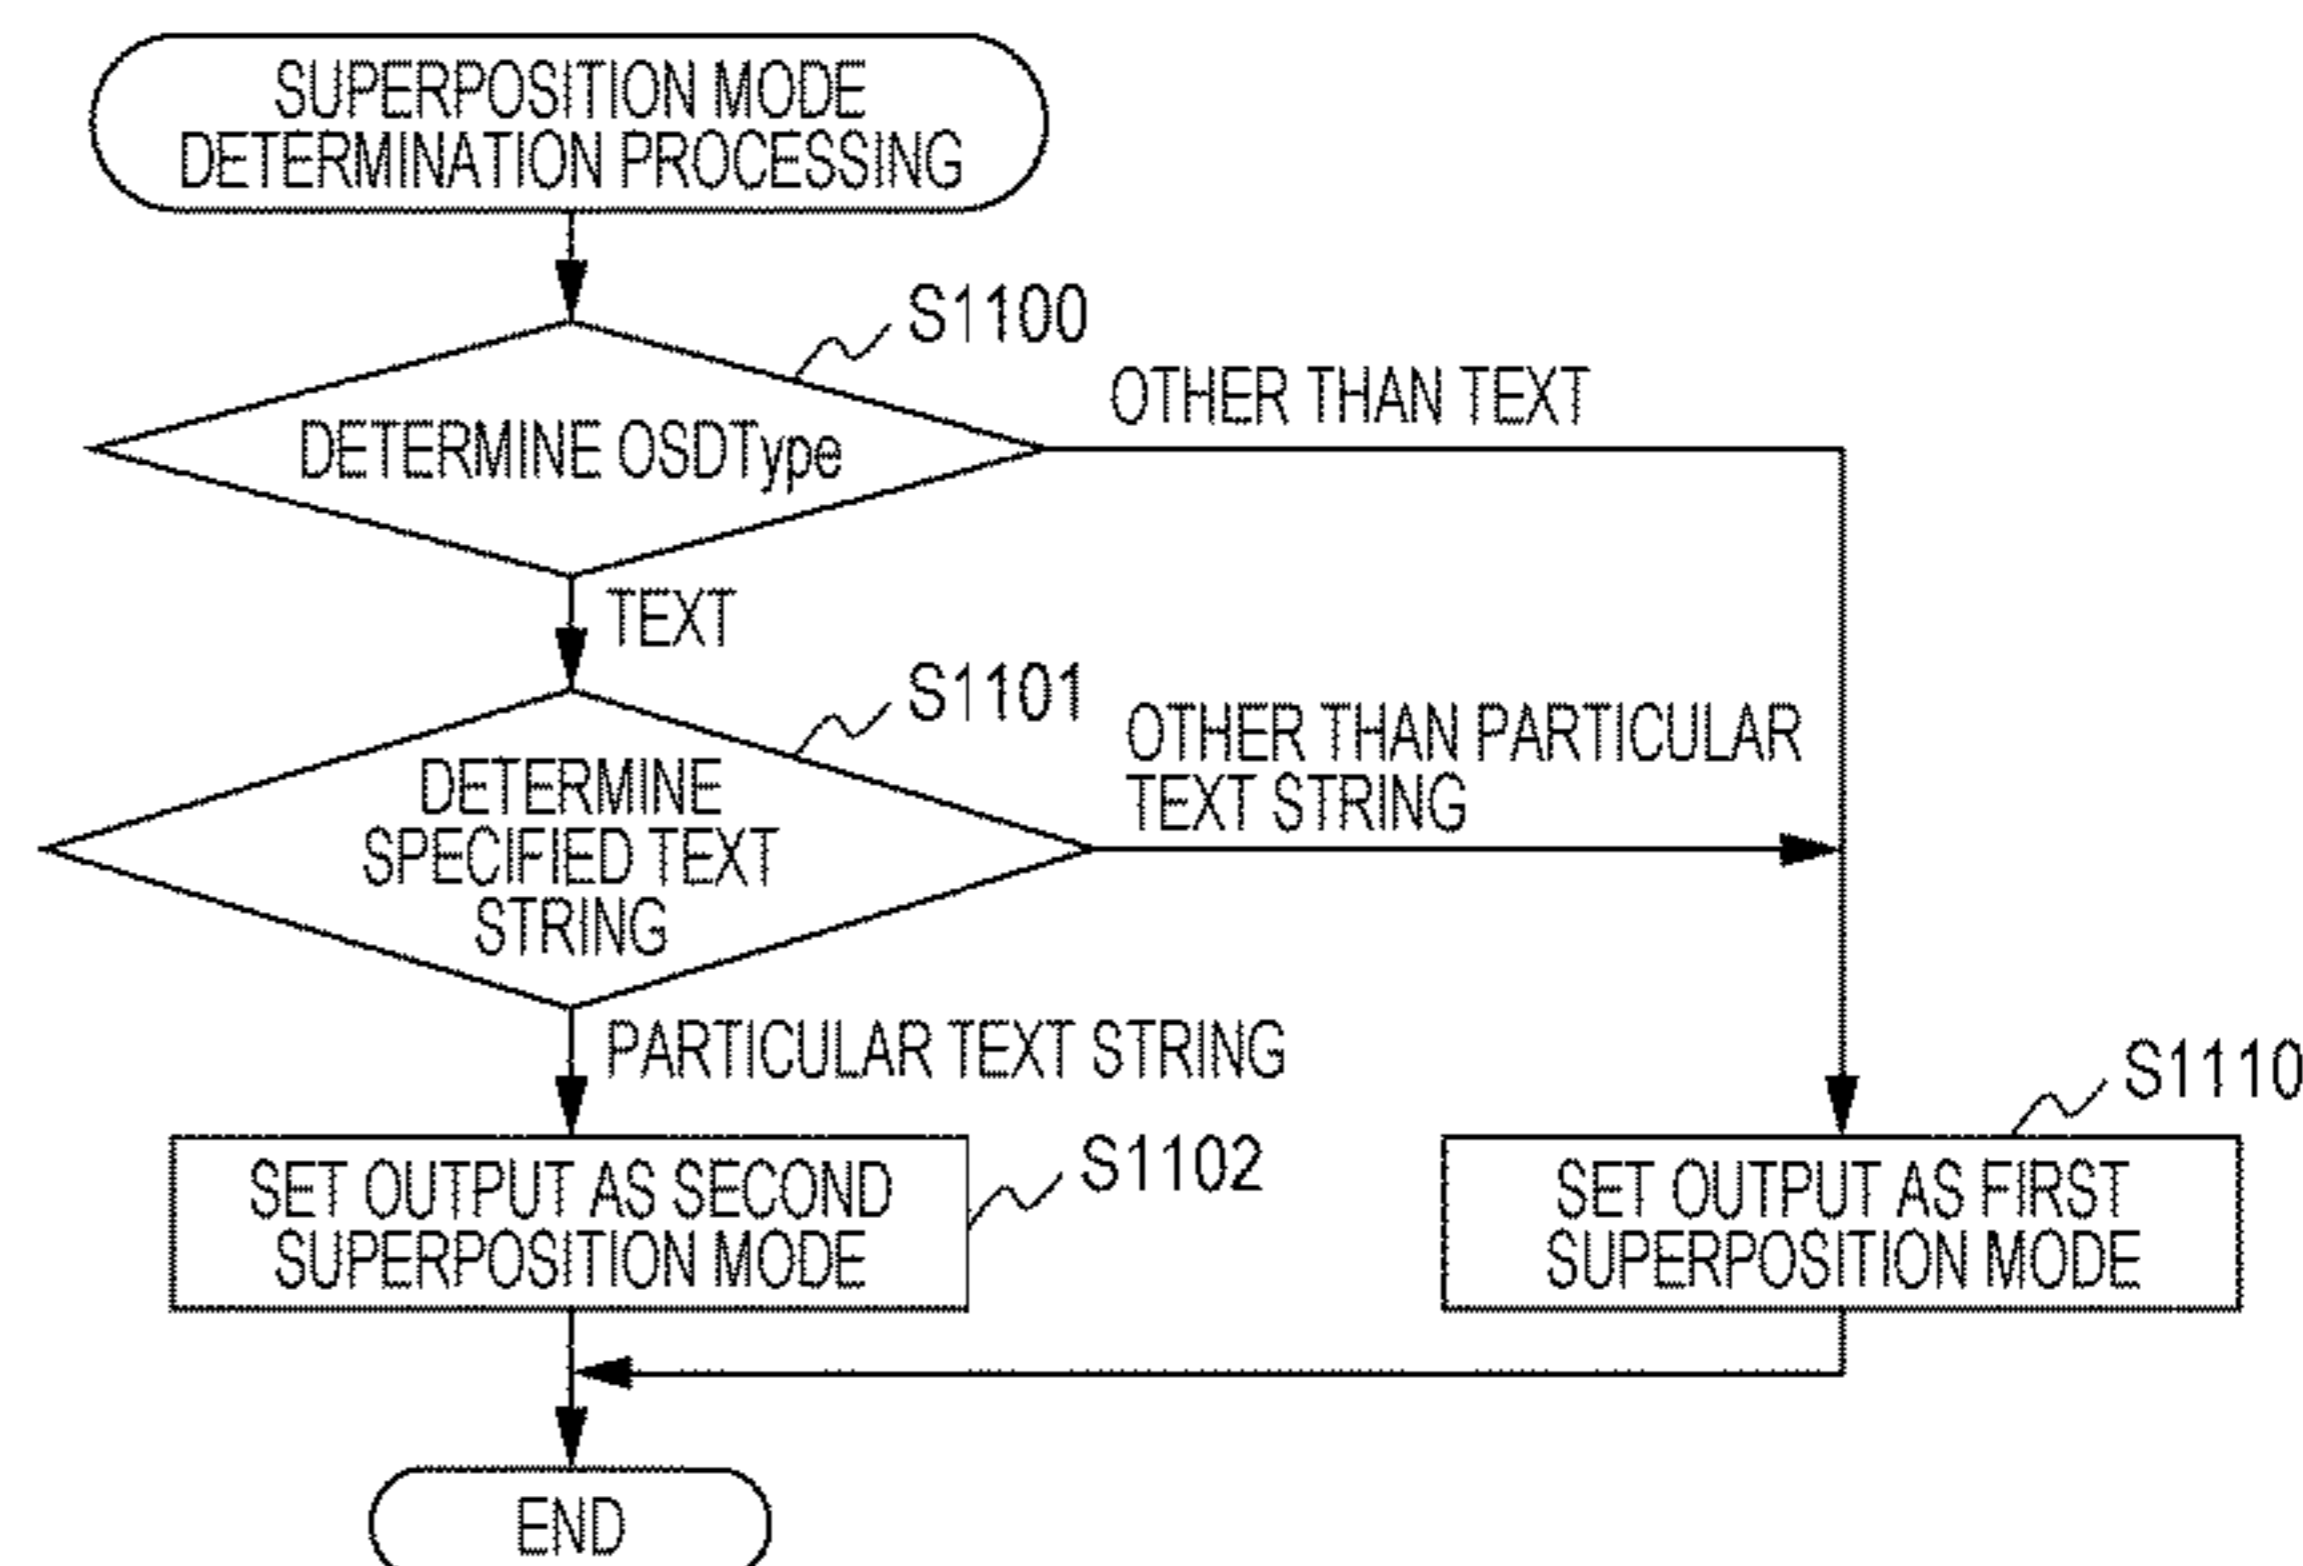 SUPERPOSITION MODE
DETERMINATION PROCESSING
S1100
OTHER THAN TEXT
DETERMINE OSDType
TEXT
S1101
OTHER THAN PARTICULAR
TEXT STRING
DETERMINE
SPECIFIED TEXT
STRING
PARTICULAR TEXT STRING
S1110
S1102
SET OUTPUT AS SECOND
SUPERPOSITION MODE
SET OUTPUT AS FIRST
SUPERPOSITION MODE
END